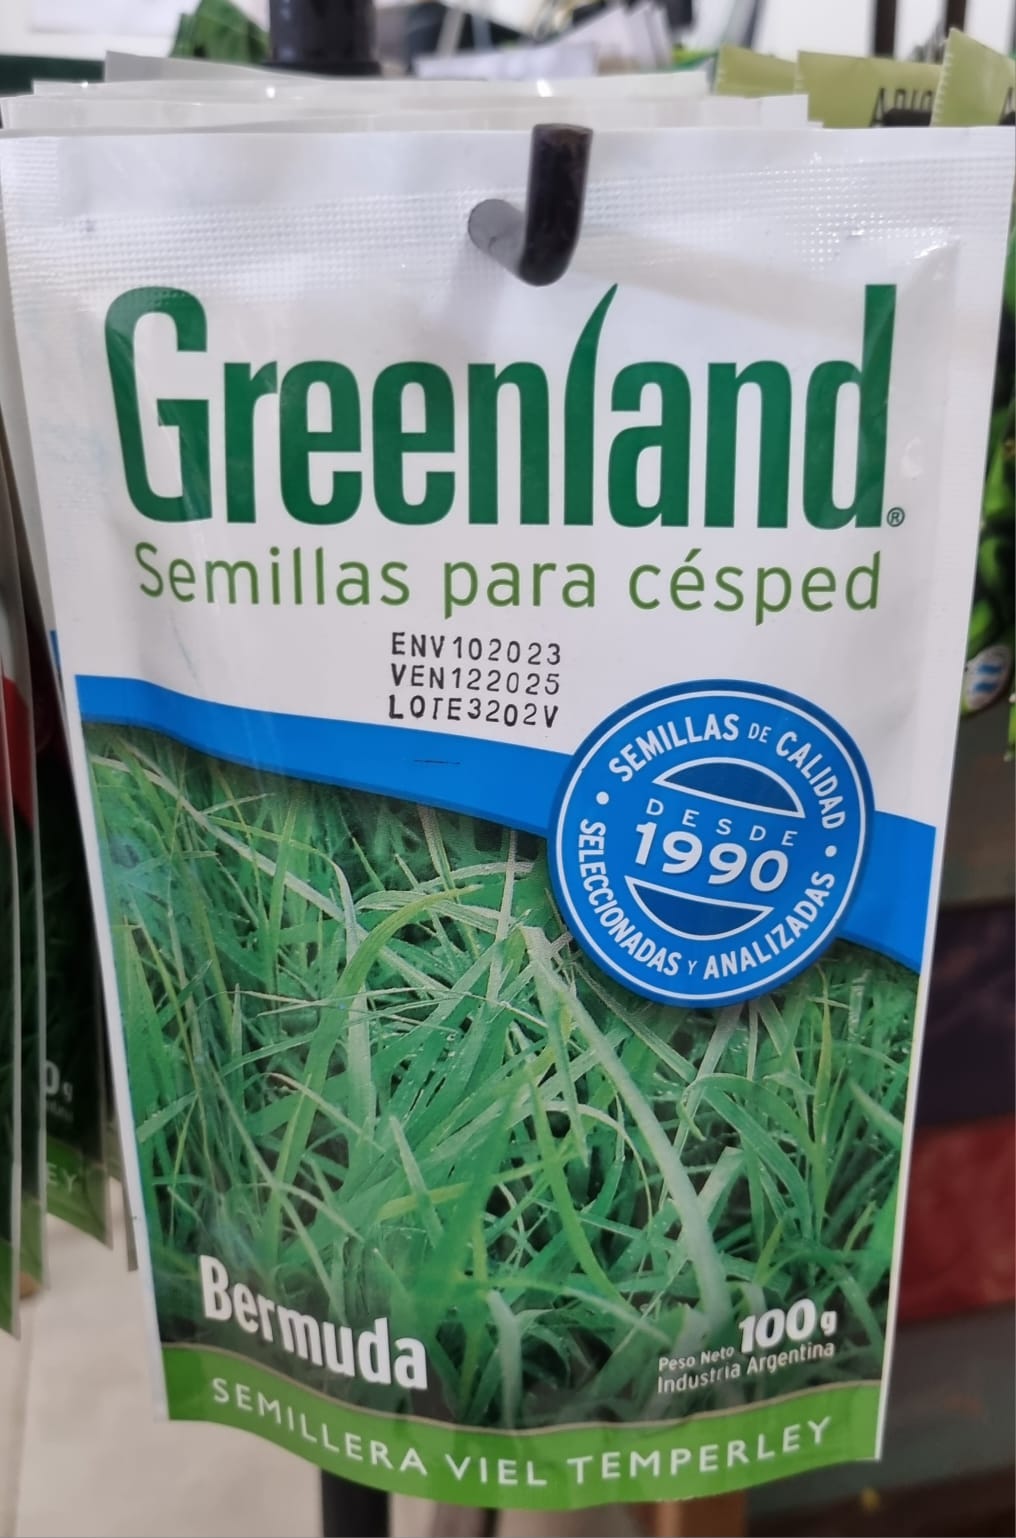 Greenland®
Semillas para césped
ENV102023
VEN122025
LOTE3202V
SEMILLAS DE CALIDAD
DESDE
1990
SELECCIONADAS Y ANALIZADAS
Bermuda
100g
Peso Neto
Industria Argentina
SEMILLERA VIEL TEMPERLEY